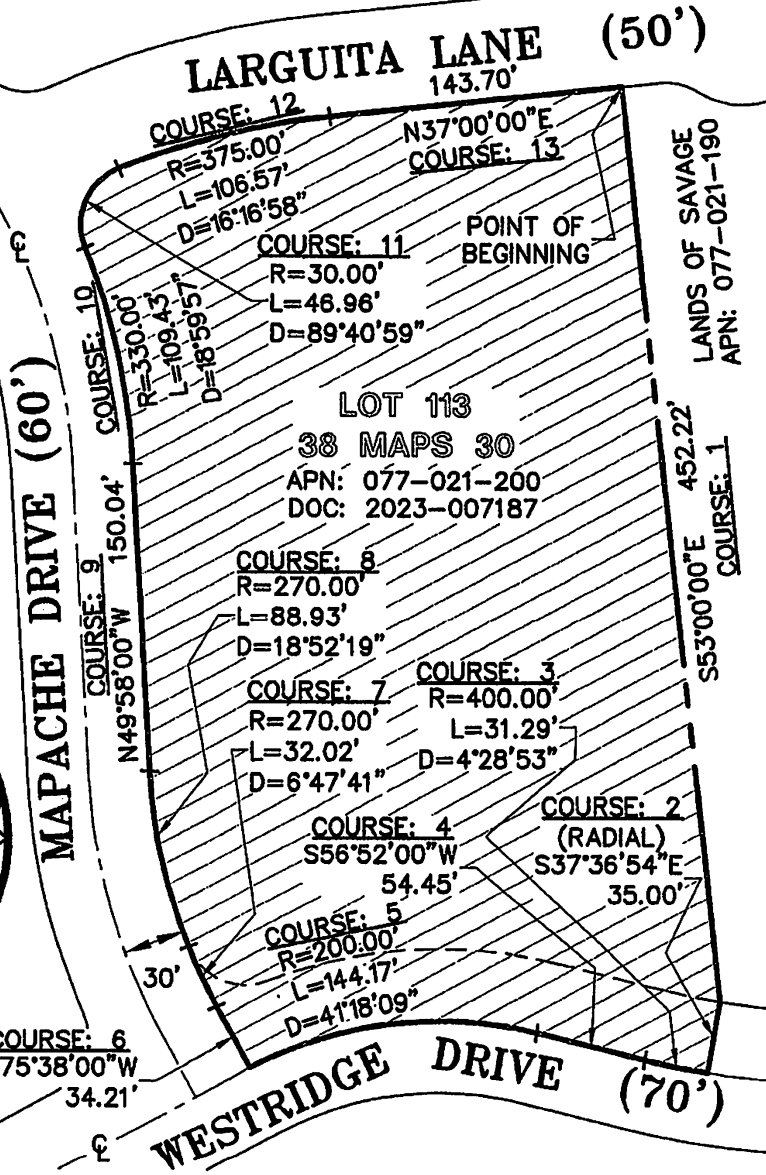 LARGUITA LANE (50')
143.70'
N37°00'00"E
COURSE: 13
COURSE: 12
R=375.00'
L=106.57'
D=16°16'58"
COURSE: 11
R=30.00'
L=46.96'
D=89°40'59"
POINT OF
BEGINNING
LANDS OF SAVAGE
APN: 077-021-190
COURSE: 10
R=330.00'
L=109.43'
D=18°59'57"
LOT 113
38 MAPS 30
APN: 077-021-200
DOC: 2023-007187
S53°00'00"E 452.22'
COURSE: 1
MAPACHE DRIVE (60')
COURSE: 9
N49°58'00"W 150.04'
COURSE: 8
R=270.00'
L=88.93'
D=18°52'19"
COURSE: 7
R=270.00'
L=32.02'
D=6°47'41"
COURSE: 3
R=400.00'
L=31.29'
D=4°28'53"
COURSE: 4
S56°52'00"W
54.45'
COURSE: 2
(RADIAL)
S37°36'54"E
35.00'
COURSE: 5
R=200.00'
L=144.17'
D=41°18'09"
30'
COURSE: 6
75°38'00"W
34.21'
WESTRIDGE DRIVE (70')
℄
℄